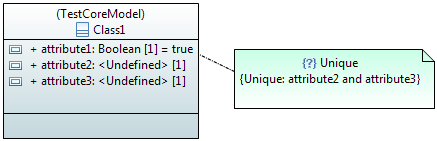 (TestCoreModel)
Class1
+ attribute1: Boolean [1] = true
+ attribute2: <Undefined> [1]
+ attribute3: <Undefined> [1]
{?} Unique
{Unique: attribute2 and attribute3}